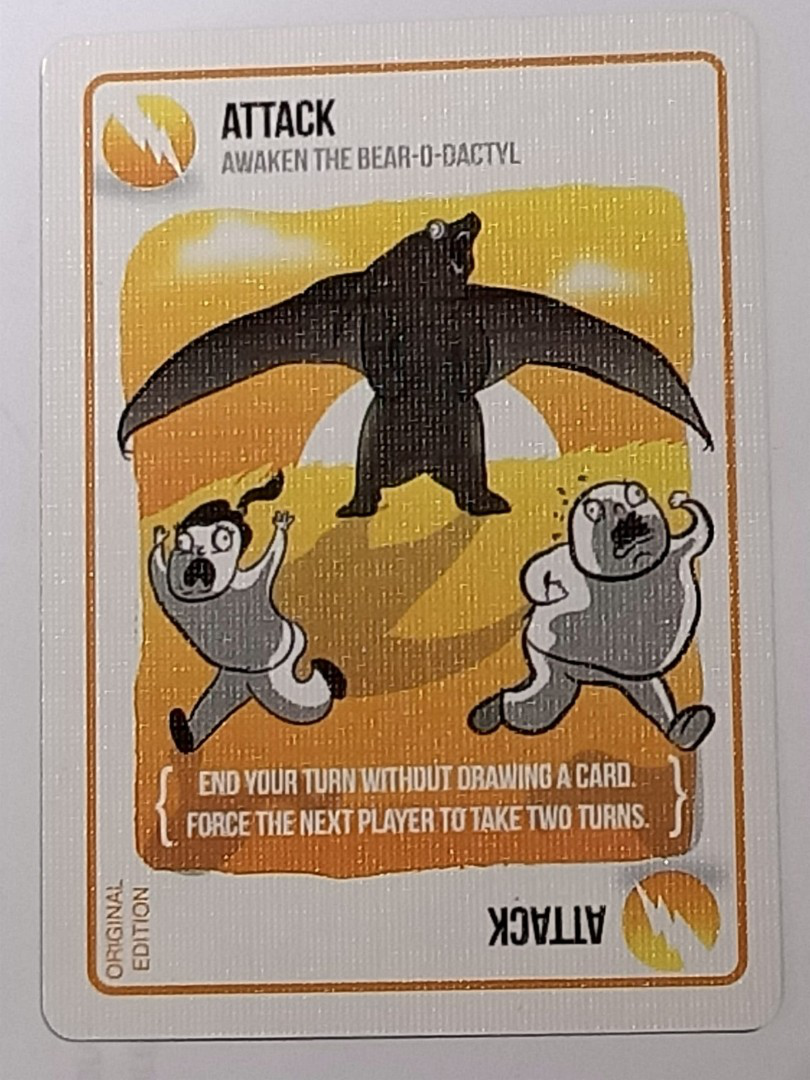 ATTACK
AWAKEN THE BEAR-O-DACTYL
END YOUR TURN WITHOUT DRAWING A CARD.
FORCE THE NEXT PLAYER TO TAKE TWO TURNS.
ORIGINAL
EDITION
ATTACK